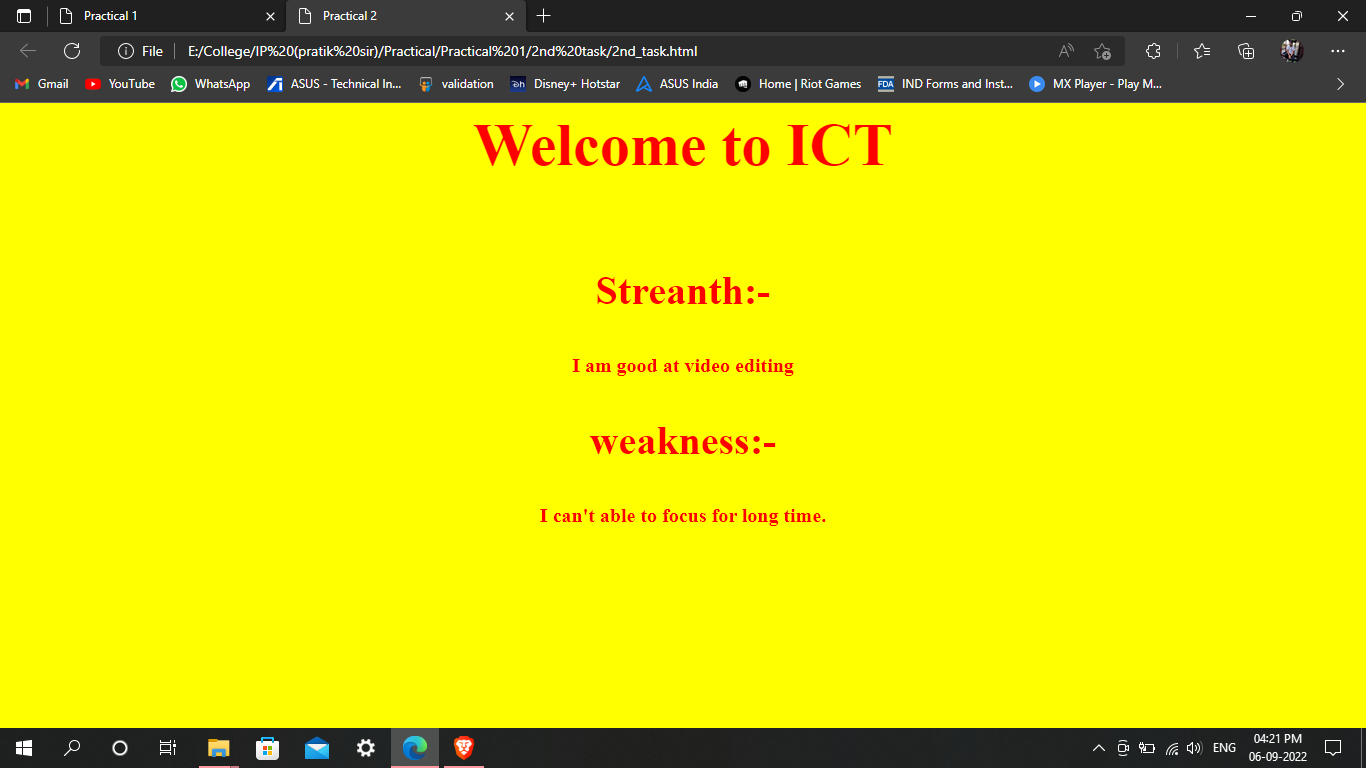 Practical 1
Practical 2
File
E:/College/IP%20(pratik%20sir)/Practical/Practical%201/2nd%20task/2nd_task.html
Gmail
YouTube
WhatsApp
ASUS - Technical In...
validation
Disney+ Hotstar
ASUS India
Home | Riot Games
FDA
IND Forms and Inst...
MX Player - Play M...
Welcome to ICT
Streanth:-
I am good at video editing
weakness:-
I can't able to focus for long time.
ENG
04:21 PM
06-09-2022